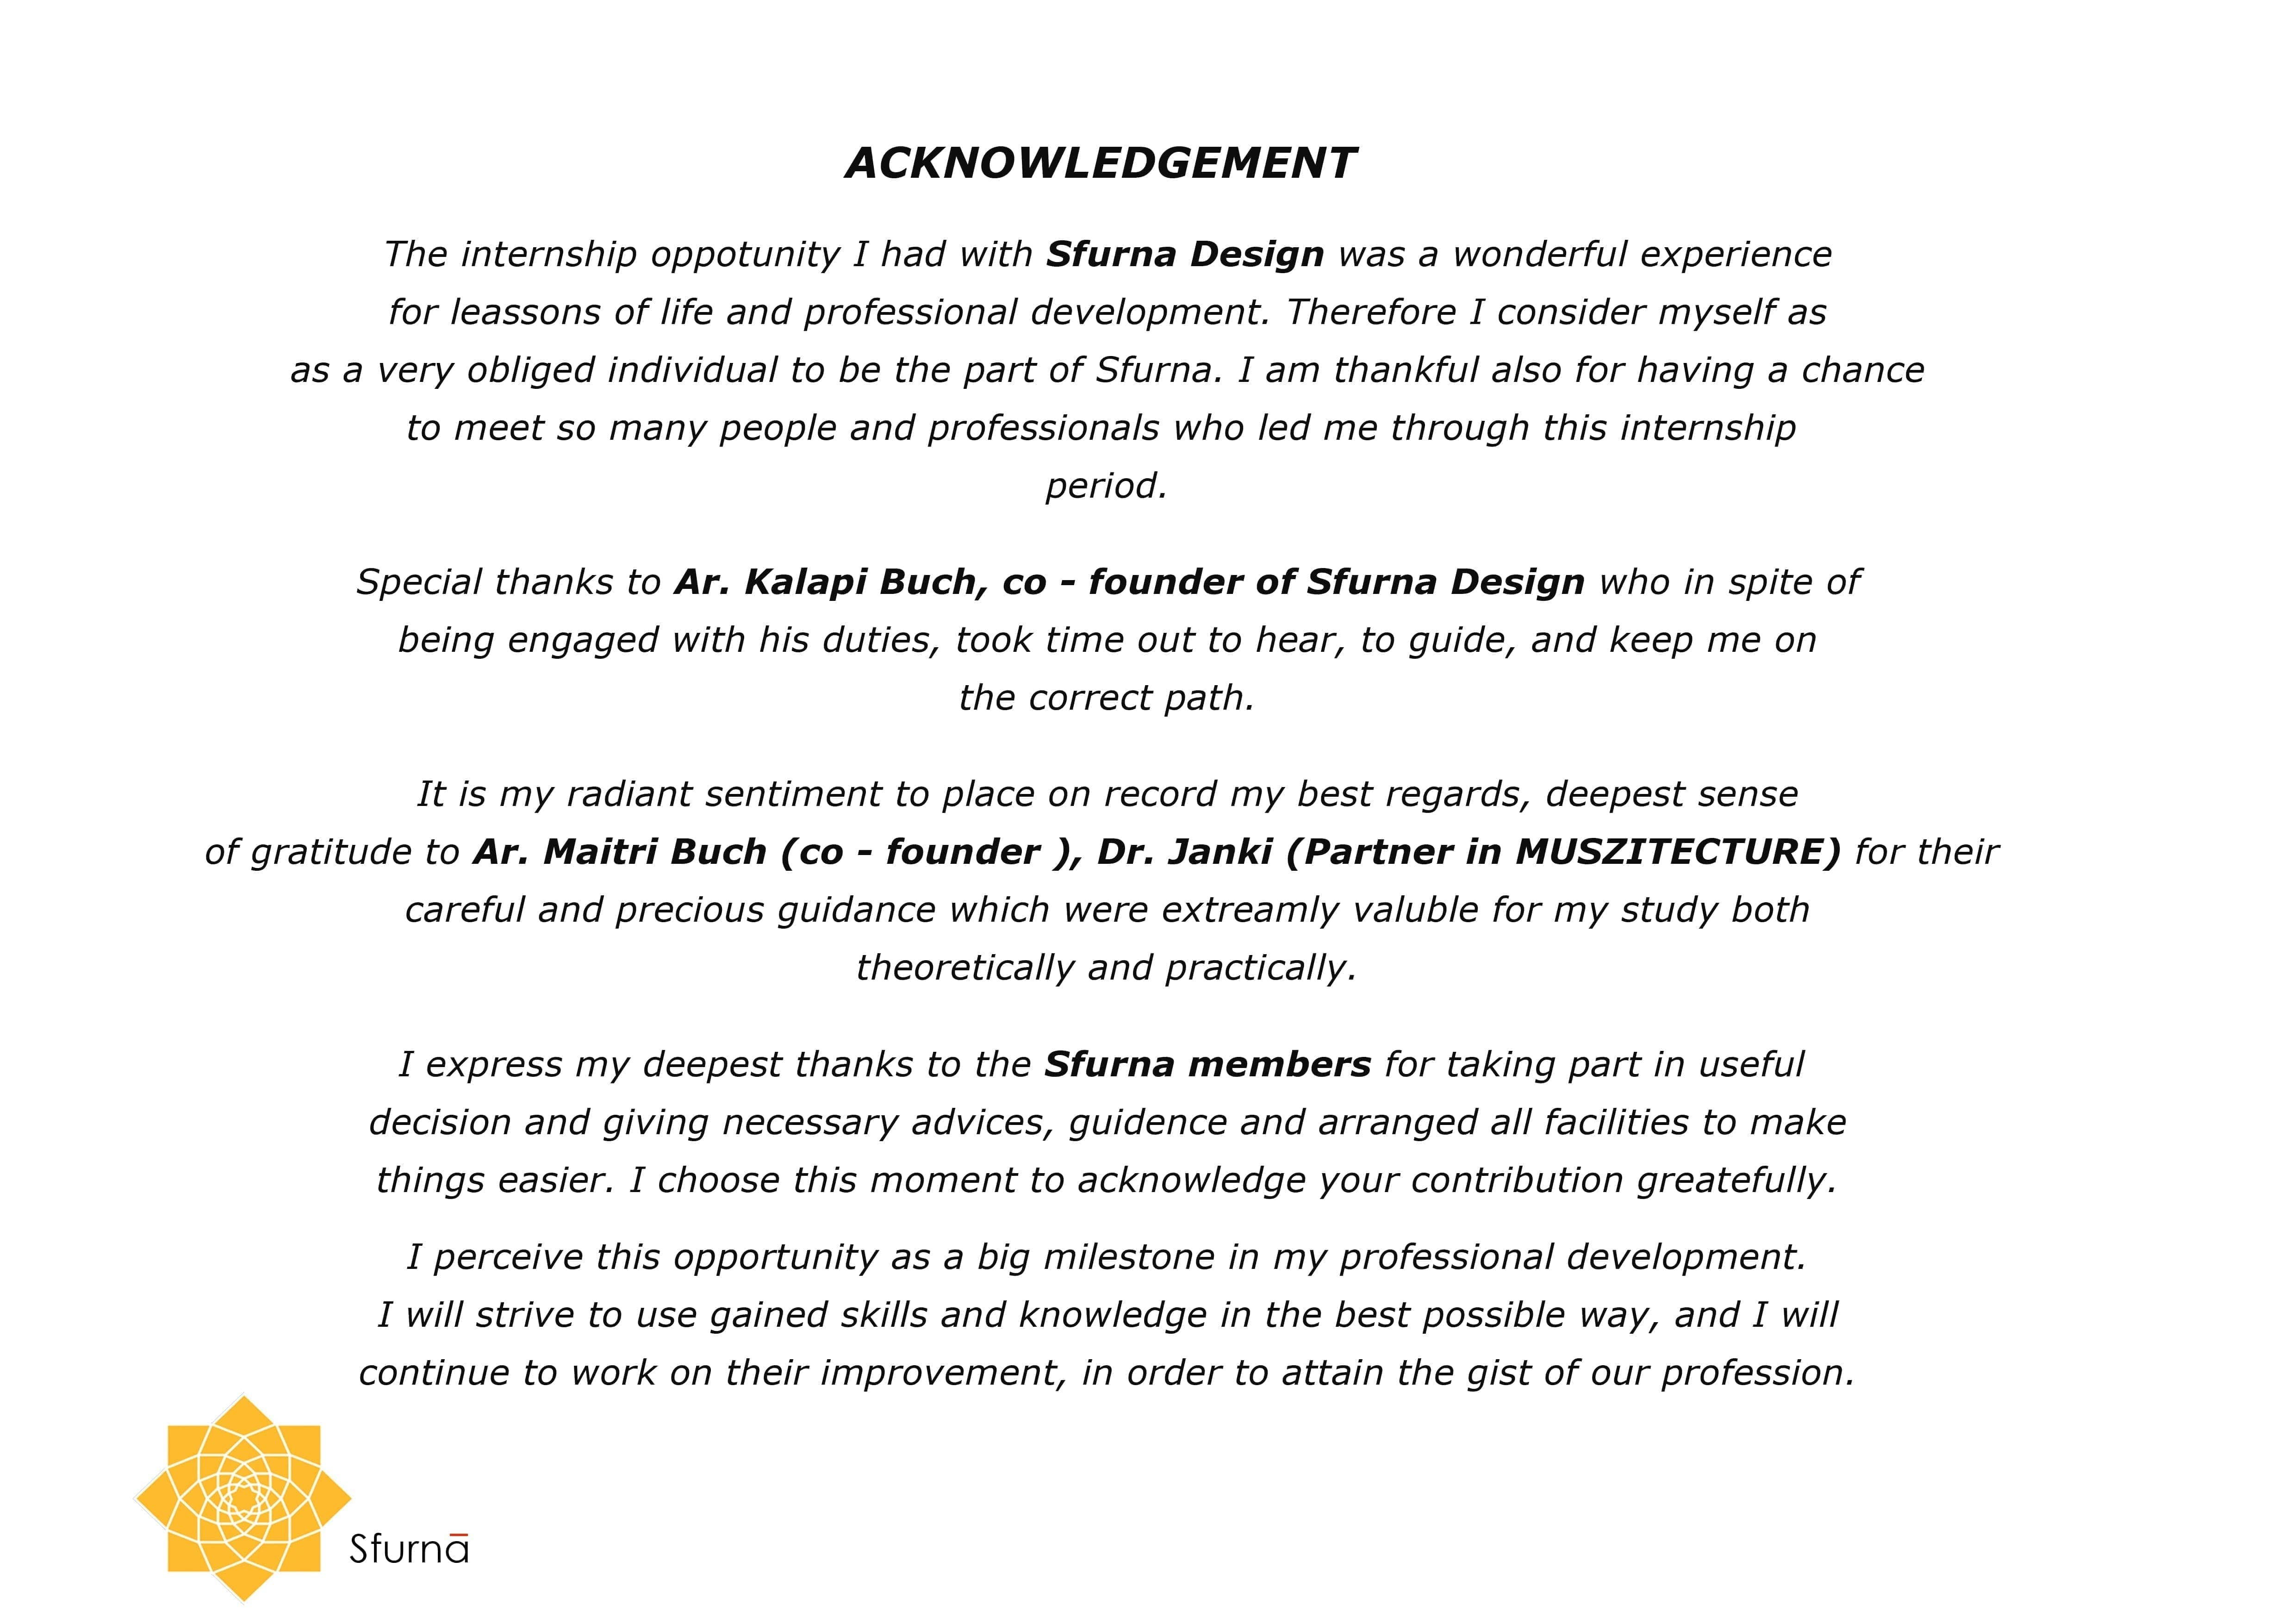 ACKNOWLEDGEMENT
The internship oppotunity I had with Sfurna Design was a wonderful experience
for leassons of life and professional development. Therefore I consider myself as
as a very obliged individual to be the part of Sfurna. I am thankful also for having a chance
to meet so many people and professionals who led me through this internship
period.
Special thanks to Ar. Kalapi Buch, co – founder of Sfurna Design who in spite of
being engaged with his duties, took time out to hear, to guide, and keep me on
the correct path.
It is my radiant sentiment to place on record my best regards, deepest sense
of gratitude to Ar. Maitri Buch (co – founder ), Dr. Janki (Partner in MUSZITECTURE) for their
careful and precious guidance which were extreamly valuble for my study both
theoretically and practically.
I express my deepest thanks to the Sfurna members for taking part in useful
decision and giving necessary advices, guidence and arranged all facilities to make
things easier. I choose this moment to acknowledge your contribution greatefully.
I perceive this opportunity as a big milestone in my professional development.
I will strive to use gained skills and knowledge in the best possible way, and I will
continue to work on their improvement, in order to attain the gist of our profession.
Sfurnā